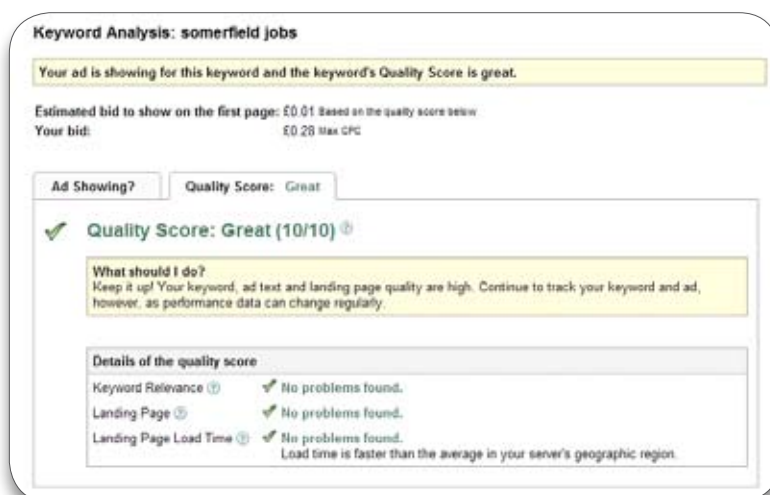 Keyword Analysis: somerfield jobs
Your ad is showing for this keyword and the keyword's Quality Score is great.
Estimated bid to show on the first page: £0.01 Based on the quality score below
Your bid: £0.28 Max CPC
Ad Showing? Quality Score: Great
Quality Score: Great (10/10) ?
What should I do?
Keep it up! Your keyword, ad text and landing page quality are high. Continue to track your keyword and ad,
however, as performance data can change regularly.
Details of the quality score
Keyword Relevance ? No problems found.
Landing Page ? No problems found.
Landing Page Load Time ? No problems found.
Load time is faster than the average in your server's geographic region.